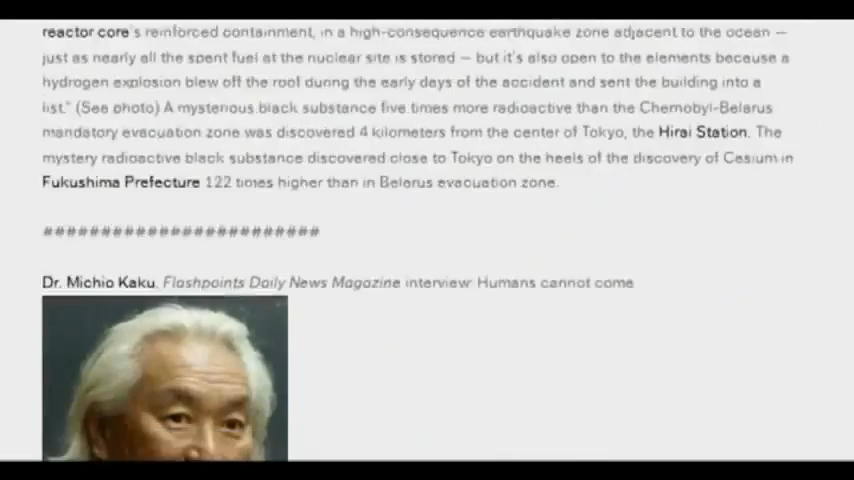 reactor core's reinforced containment, in a high-consequence earthquake zone adjacent to the ocean —
just as nearly all the spent fuel at the nuclear site is stored — but it's also open to the elements because a
hydrogen explosion blew off the roof during the early days of the accident and sent the building into a
list." (See photo) A mysterious black substance five times more radioactive than the Chernobyl-Belarus
mandatory evacuation zone was discovered 4 kilometers from the center of Tokyo, the Hirai Station. The
mystery radioactive black substance discovered close to Tokyo on the heels of the discovery of Cesium in
Fukushima Prefecture 122 times higher than in Belarus evacuation zone.
########################
Dr. Michio Kaku, Flashpoints Daily News Magazine interview: Humans cannot come